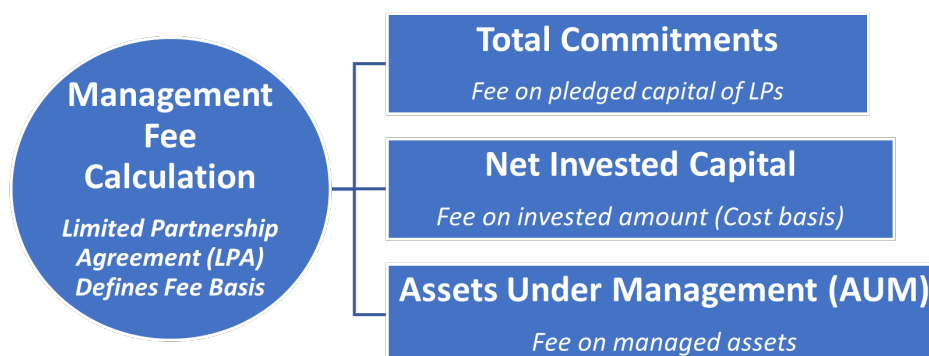 Management
Fee
Calculation
Limited Partnership
Agreement (LPA)
Defines Fee Basis
Total Commitments
Fee on pledged capital of LPs
Net Invested Capital
Fee on invested amount (Cost basis)
Assets Under Management (AUM)
Fee on managed assets